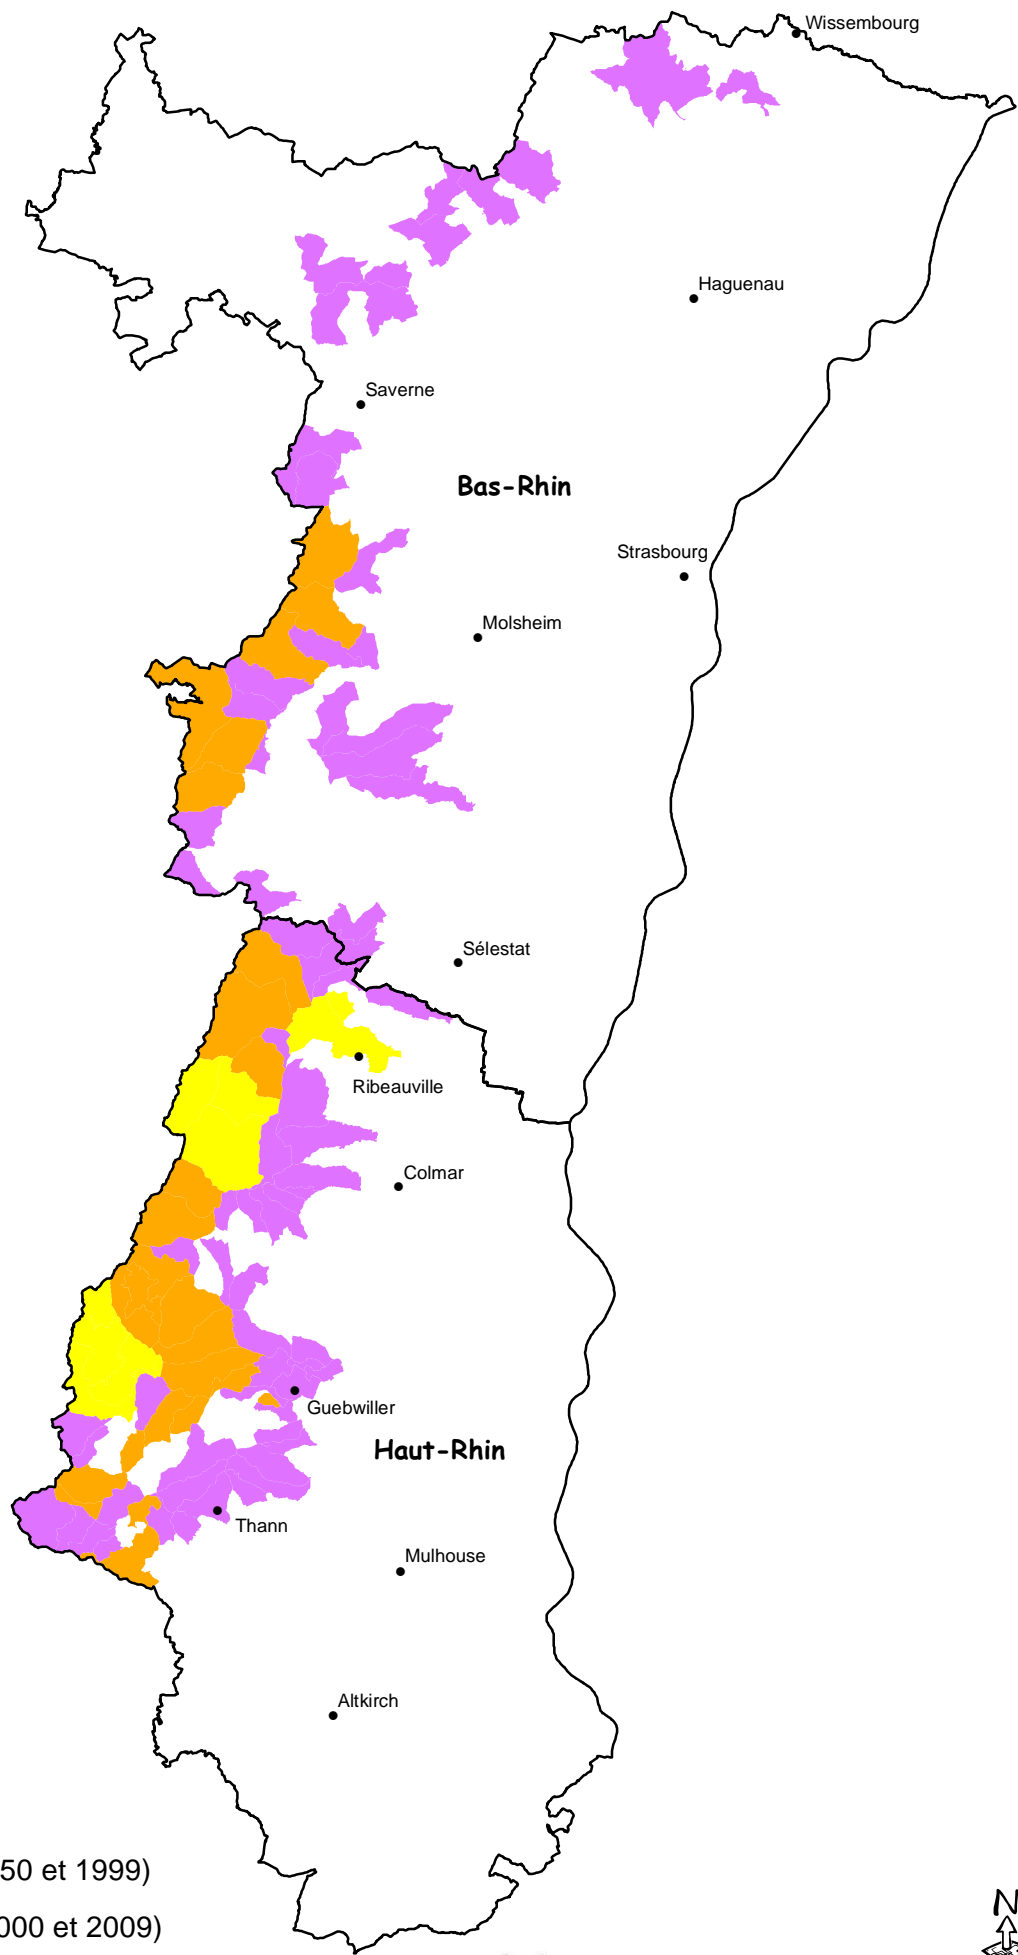 Wissembourg
Haguenau
Saverne
Bas-Rhin
Strasbourg
Molsheim
Sélestat
Ribeauville
Colmar
Guebwiller
Haut-Rhin
Thann
Mulhouse
Altkirch
50 et 1999)
000 et 2009)
N